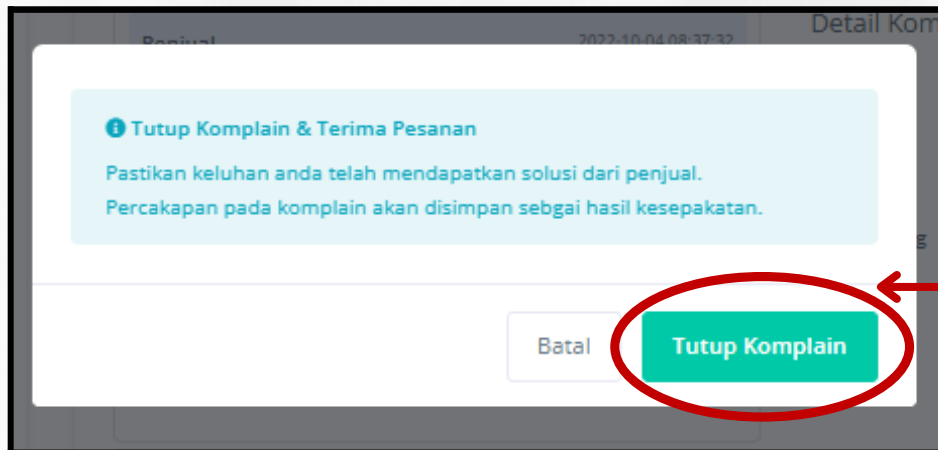 Detail Kom
Penjual 2022-10-04 08:37:32
Tutup Komplain & Terima Pesanan
Pastikan keluhan anda telah mendapatkan solusi dari penjual.
Percakapan pada komplain akan disimpan sebgai hasil kesepakatan.
g
Batal Tutup Komplain